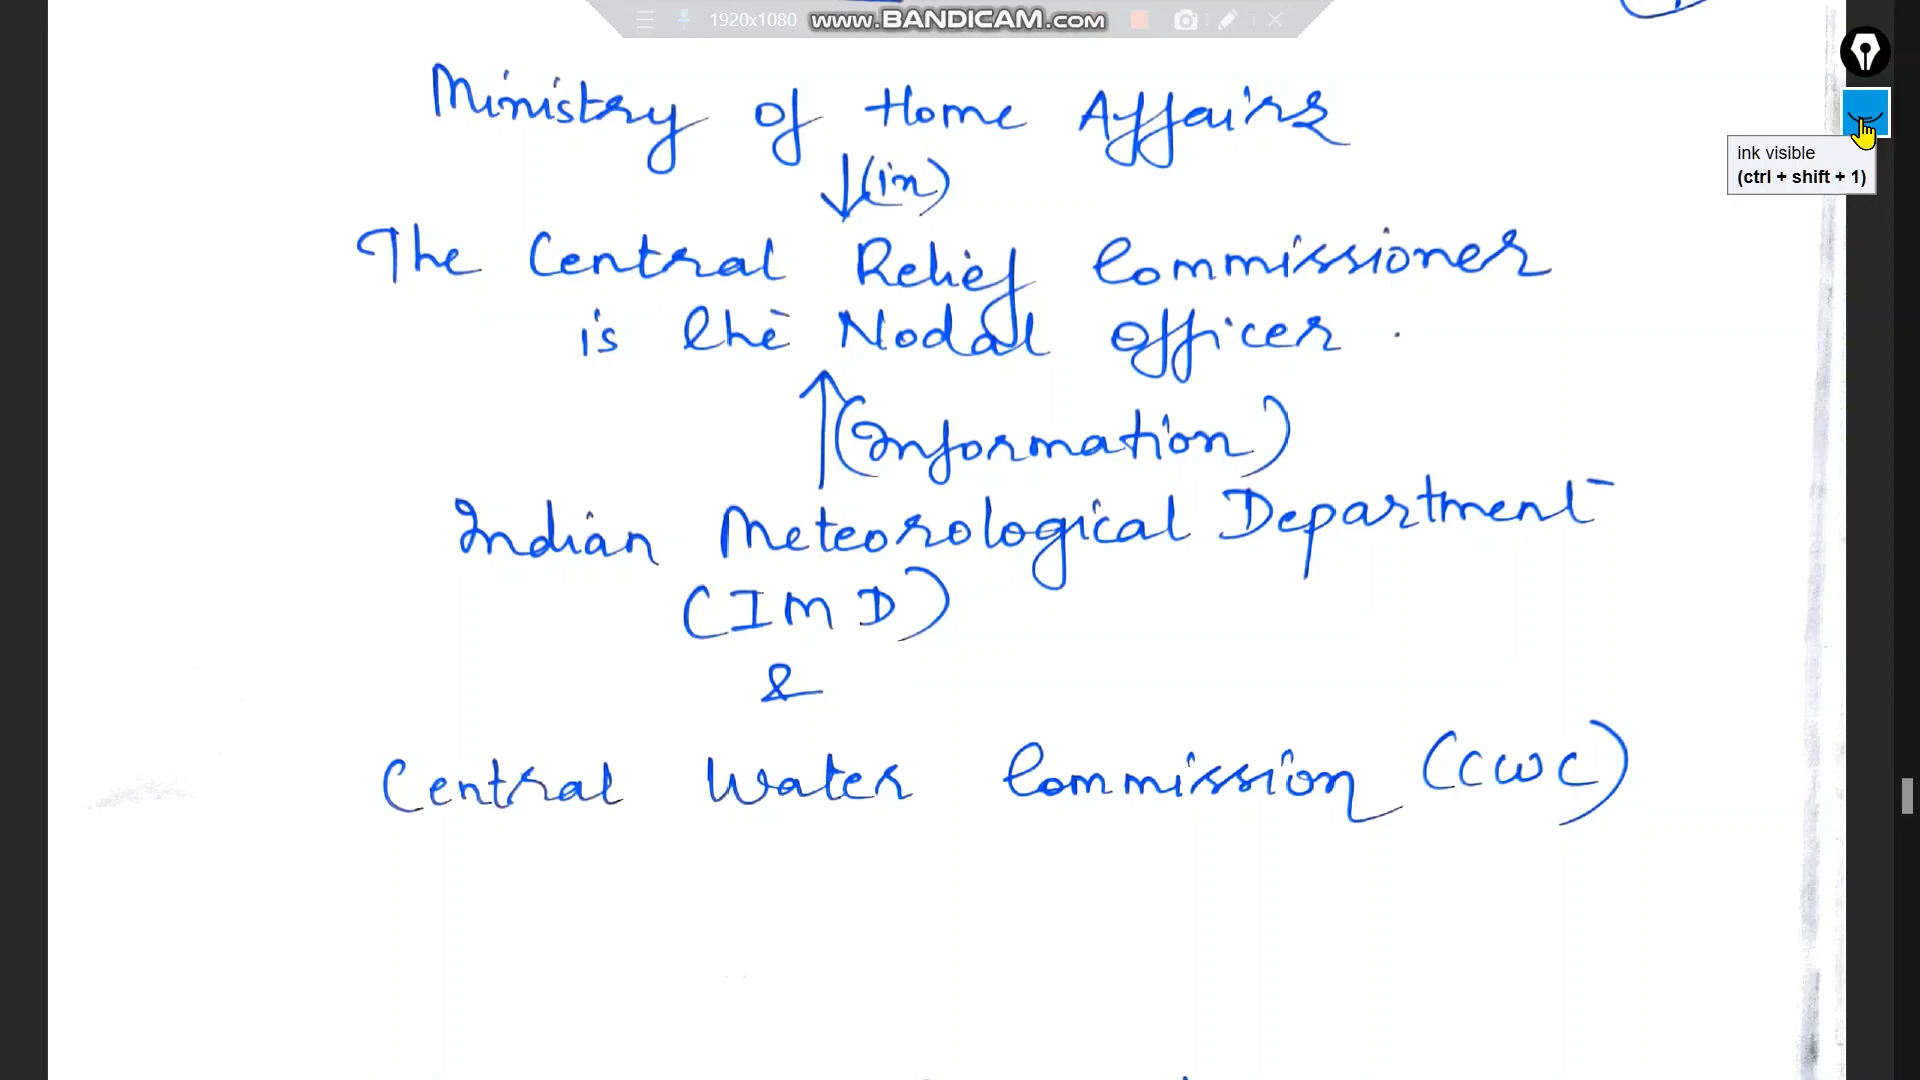 1920x1080 www.BANDICAM.com
Ministry of Home Affairs
(in)
The Central Relief Commissioner
is the Nodal Officer.
(Information)
Indian Meteorological Department
(IMD)
&
Central Water Commission (CWC)
ink visible
(ctrl + shift + 1)